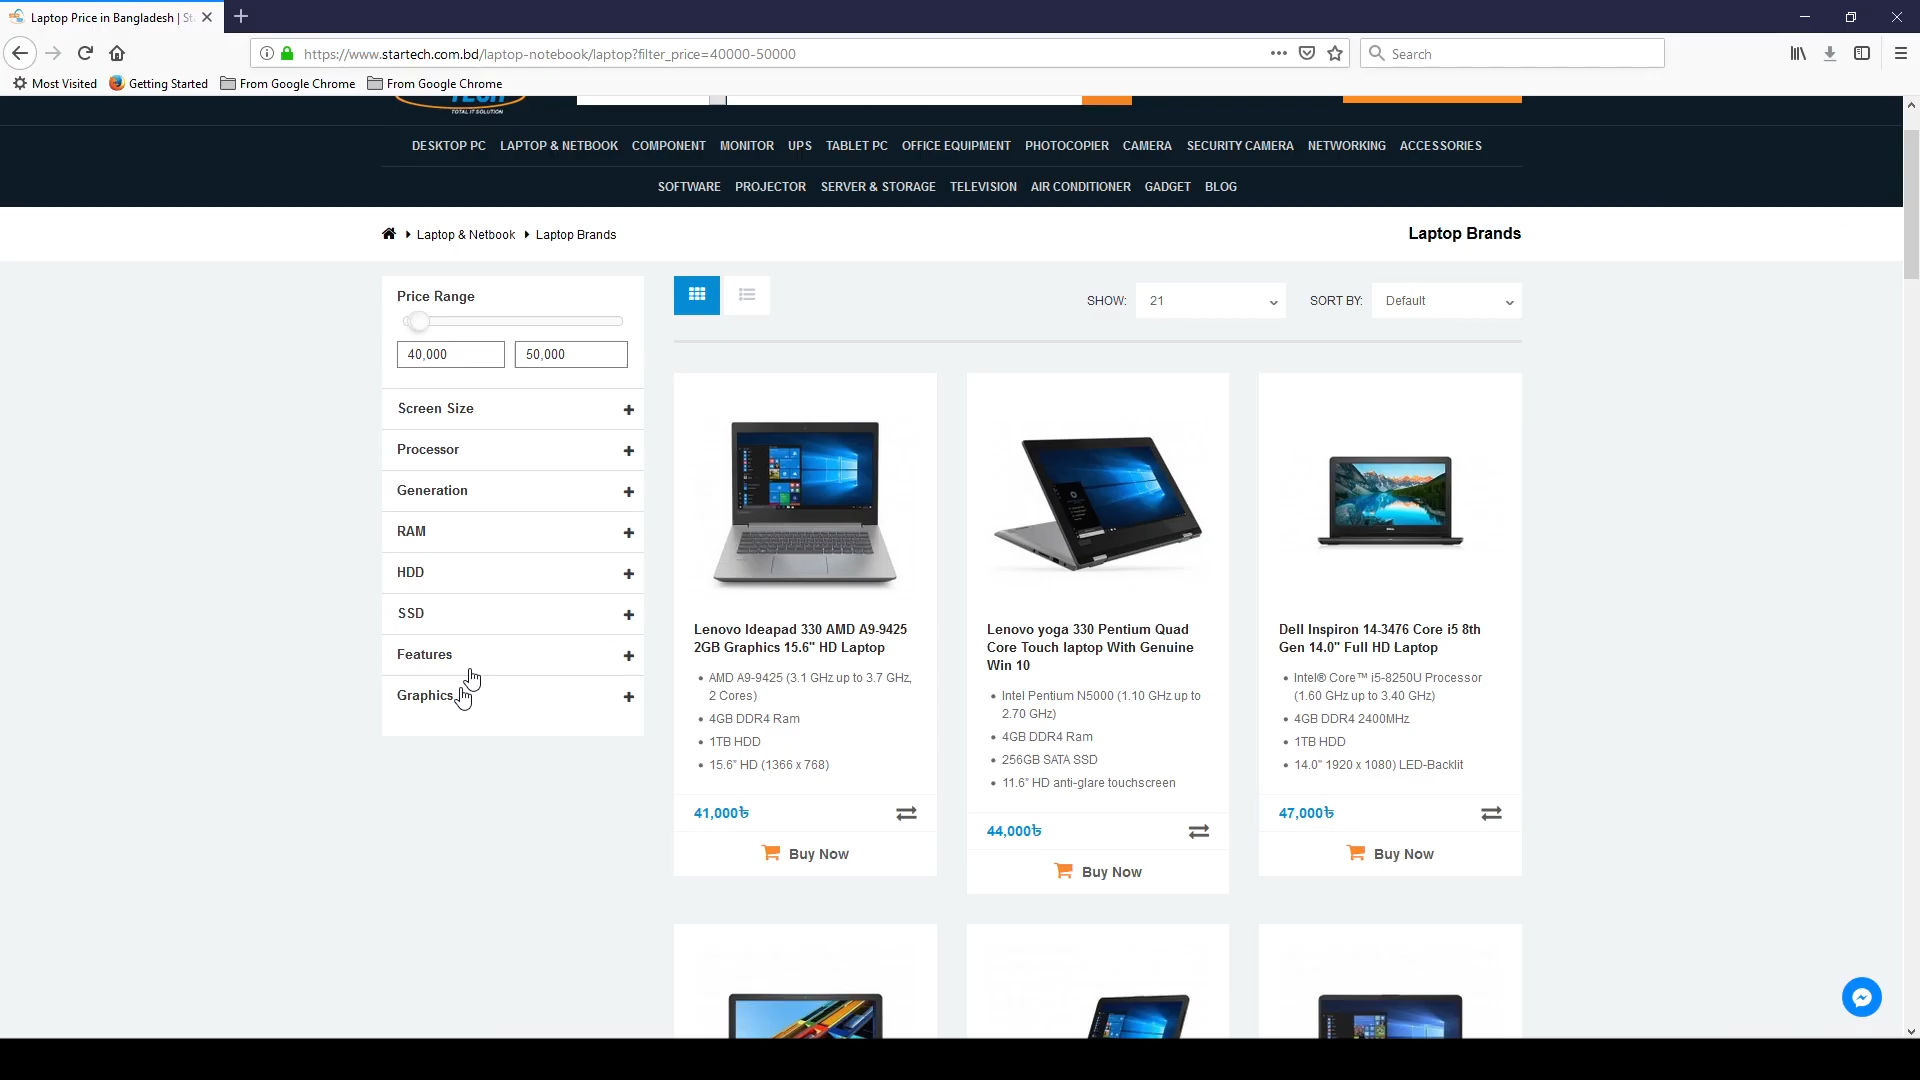 Laptop Price in Bangladesh | St
https://www.startech.com.bd/laptop-notebook/laptop?filter_price=40000-50000
Search
Most Visited
Getting Started
From Google Chrome
From Google Chrome
TECH
TOTAL IT SOLUTION
DESKTOP PC LAPTOP & NETBOOK COMPONENT MONITOR UPS TABLET PC OFFICE EQUIPMENT PHOTOCOPIER CAMERA SECURITY CAMERA NETWORKING ACCESSORIES
SOFTWARE PROJECTOR SERVER & STORAGE TELEVISION AIR CONDITIONER GADGET BLOG
Laptop & Netbook
Laptop Brands
Laptop Brands
Price Range
40,000
50,000
Screen Size
Processor
Generation
RAM
HDD
SSD
Features
Graphics
SHOW:
21
SORT BY:
Default
Lenovo Ideapad 330 AMD A9-9425
2GB Graphics 15.6" HD Laptop
• AMD A9-9425 (3.1 GHz up to 3.7 GHz,
2 Cores)
• 4GB DDR4 Ram
• 1TB HDD
• 15.6" HD (1366 x 768)
41,000৳
Buy Now
Lenovo yoga 330 Pentium Quad
Core Touch laptop With Genuine
Win 10
• Intel Pentium N5000 (1.10 GHz up to
2.70 GHz)
• 4GB DDR4 Ram
• 256GB SATA SSD
• 11.6" HD anti-glare touchscreen
44,000৳
Buy Now
Dell Inspiron 14-3476 Core i5 8th
Gen 14.0" Full HD Laptop
• Intel® Core™ i5-8250U Processor
(1.60 GHz up to 3.40 GHz)
• 4GB DDR4 2400MHz
• 1TB HDD
• 14.0" 1920 x 1080) LED-Backlit
47,000৳
Buy Now